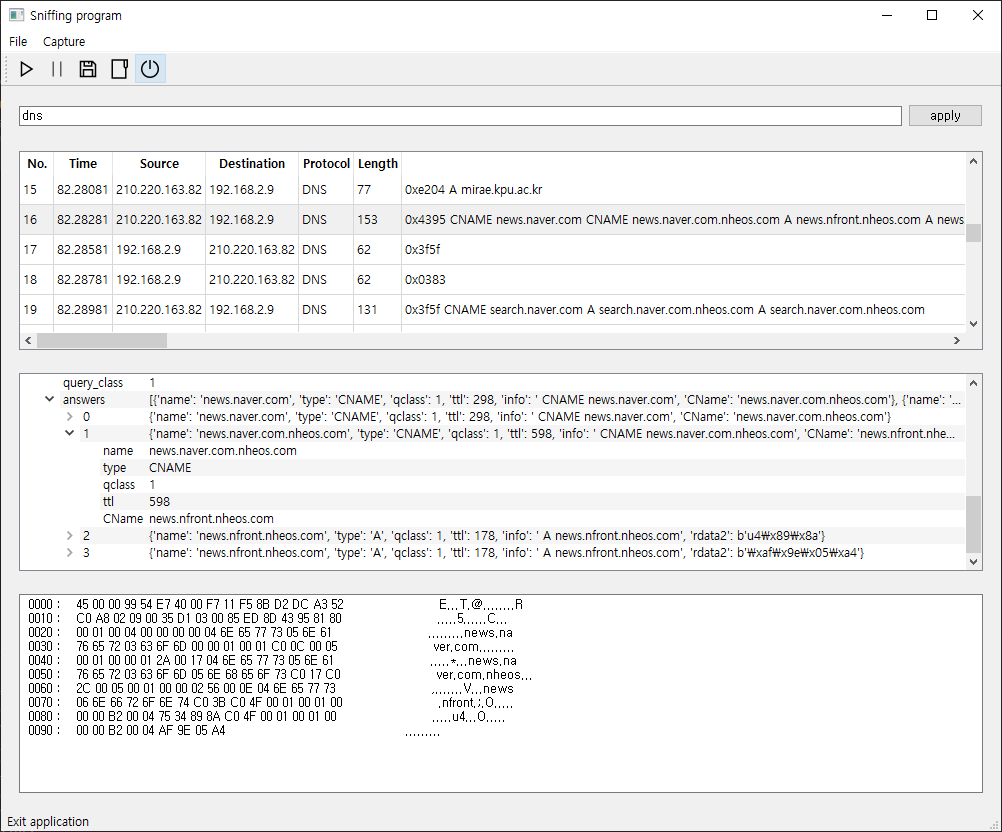 Sniffing program
File Capture
dns apply
No. Time Source Destination Protocol Length
15 82.28081 210.220.163.82 192.168.2.9 DNS 77 0xe204 A mirae.kpu.ac.kr
16 82.28281 210.220.163.82 192.168.2.9 DNS 153 0x4395 CNAME news.naver.com CNAME news.naver.com.nheos.com A news.nfront.nheos.com A news
17 82.28581 192.168.2.9 210.220.163.82 DNS 62 0x3f5f
18 82.28781 192.168.2.9 210.220.163.82 DNS 62 0x0383
19 82.28981 210.220.163.82 192.168.2.9 DNS 131 0x3f5f CNAME search.naver.com A search.naver.com.nheos.com A search.naver.com.nheos.com
query_class 1
answers [{'name': 'news.naver.com', 'type': 'CNAME', 'qclass': 1, 'ttl': 298, 'info': ' CNAME news.naver.com', 'CName': 'news.naver.com.nheos.com'}, {'name': '...
0 {'name': 'news.naver.com', 'type': 'CNAME', 'qclass': 1, 'ttl': 298, 'info': ' CNAME news.naver.com', 'CName': 'news.naver.com.nheos.com'}
1 {'name': 'news.naver.com.nheos.com', 'type': 'CNAME', 'qclass': 1, 'ttl': 598, 'info': ' CNAME news.naver.com.nheos.com', 'CName': 'news.nfront.nhe...
name news.naver.com.nheos.com
type CNAME
qclass 1
ttl 598
CName news.nfront.nheos.com
2 {'name': 'news.nfront.nheos.com', 'type': 'A', 'qclass': 1, 'ttl': 178, 'info': ' A news.nfront.nheos.com', 'rdata2': b'u4₩x89₩x8a'}
3 {'name': 'news.nfront.nheos.com', 'type': 'A', 'qclass': 1, 'ttl': 178, 'info': ' A news.nfront.nheos.com', 'rdata2': b'₩xaf₩x9e₩x05₩xa4'}
0000 : 45 00 00 99 54 E7 40 00 F7 11 F5 8B D2 DC A3 52 E...T.@........R
0010 : C0 A8 02 09 00 35 D1 03 00 85 ED 8D 43 95 81 80 .....5......C...
0020 : 00 01 00 04 00 00 00 00 04 6E 65 77 73 05 6E 61 .........news.na
0030 : 76 65 72 03 63 6F 6D 00 00 01 00 01 C0 0C 00 05 ver.com.........
0040 : 00 01 00 00 01 2A 00 17 04 6E 65 77 73 05 6E 61 .....*...news.na
0050 : 76 65 72 03 63 6F 6D 05 6E 68 65 6F 73 C0 17 C0 ver.com.nheos...
0060 : 2C 00 05 00 01 00 00 02 56 00 0E 04 6E 65 77 73 ,.......V...news
0070 : 06 6E 66 72 6F 6E 74 C0 3B C0 4F 00 01 00 01 00 .nfront.;.O.....
0080 : 00 00 B2 00 04 75 34 89 8A C0 4F 00 01 00 01 00 .....u4...O.....
0090 : 00 00 B2 00 04 AF 9E 05 A4 .........
Exit application